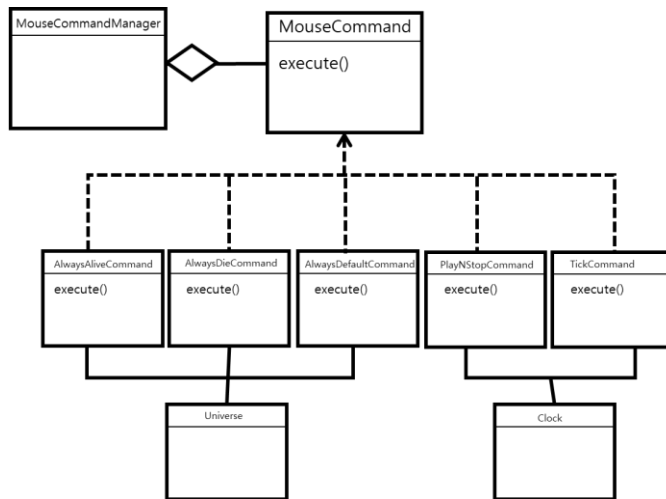 MouseCommandManager
MouseCommand
execute()
AlwaysAliveCommand
execute()
AlwaysDieCommand
execute()
AlwaysDefaultCommand
execute()
PlayNStopCommand
execute()
TickCommand
execute()
Universe
Clock